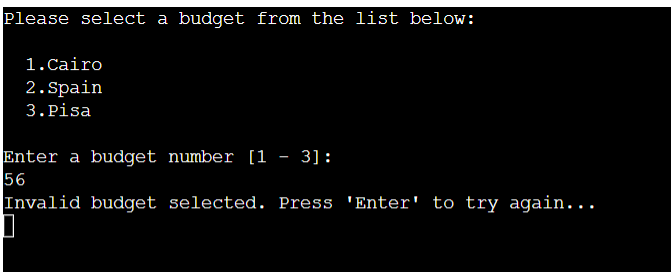 Please select a budget from the list below:
1.Cairo
2.Spain
3.Pisa
Enter a budget number [1 - 3]:
56
Invalid budget selected. Press 'Enter' to try again...